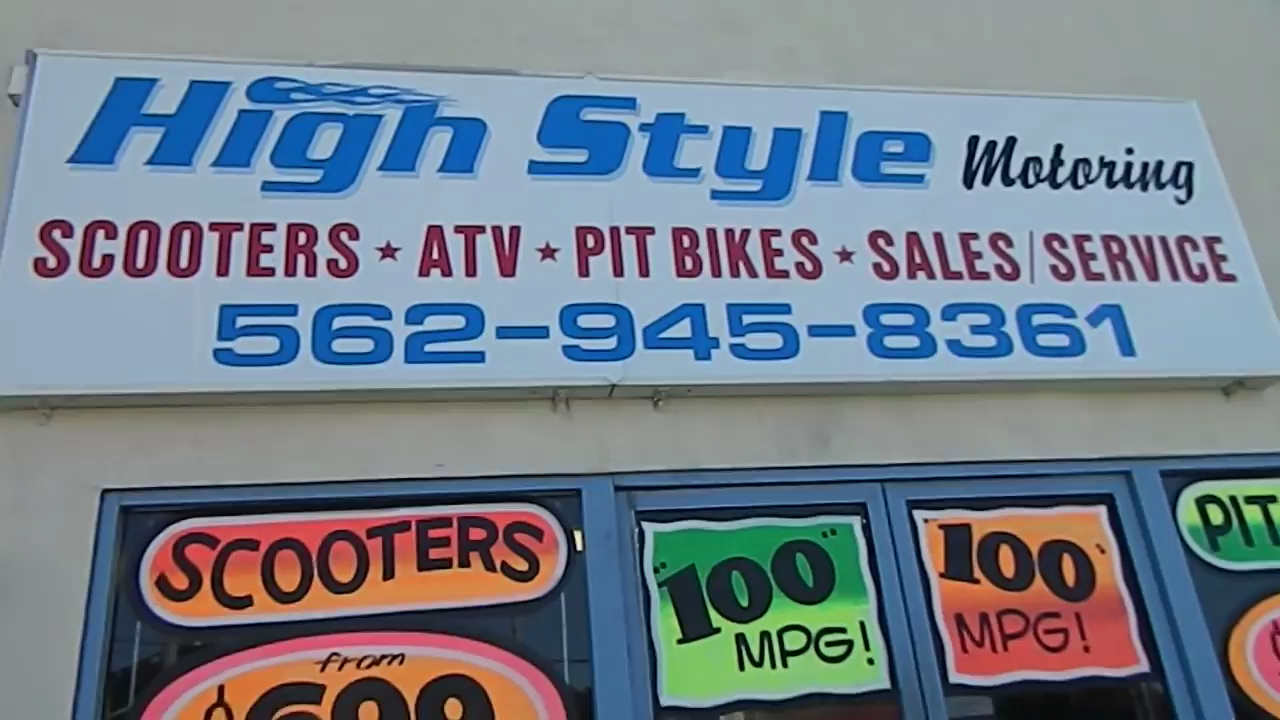 High Style Motoring
SCOOTERS ★ ATV ★ PIT BIKES ★ SALES/SERVICE
562-945-8361
SCOOTERS
from
"100"
MPG!
100
MPG!
PIT